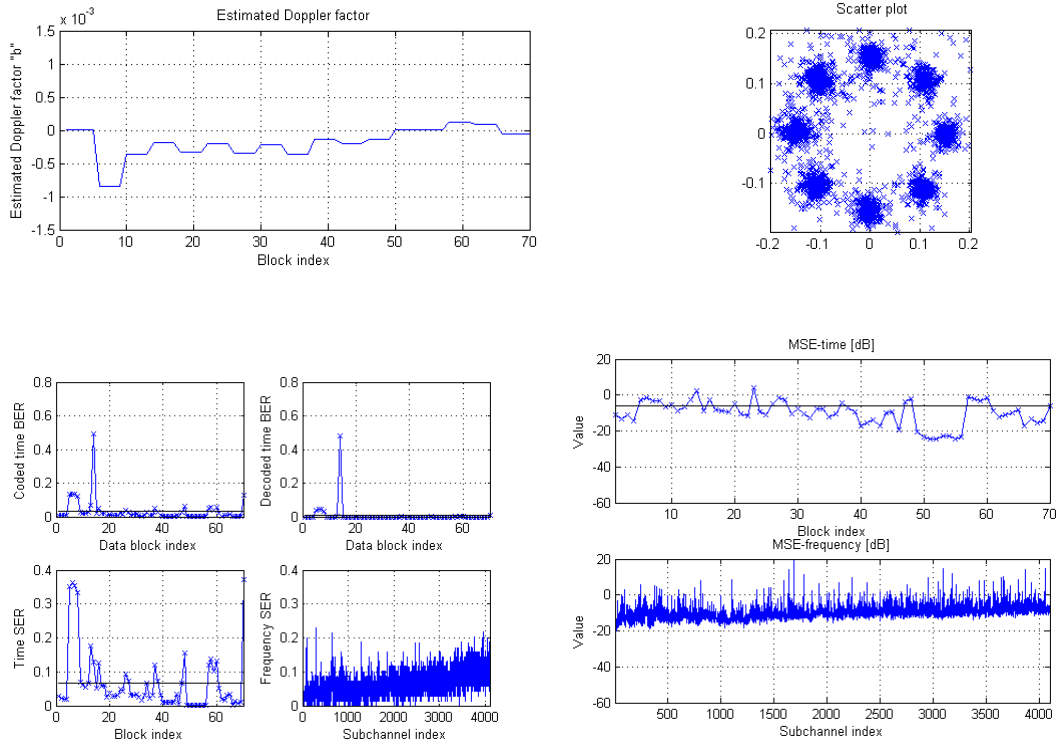 Estimated Doppler factor
x 10^-3
1.5
1
0.5
0
-0.5
-1
-1.5
0 10 20 30 40 50 60 70
Block index
Estimated Doppler factor "b"
Scatter plot
0.2
0.1
0
-0.1
-0.2 -0.1 0 0.1 0.2
0.8
0.6
0.4
0.2
0
0 20 40 60
Data block index
Coded time BER
0.8
0.6
0.4
0.2
0
0 20 40 60
Data block index
Decoded time BER
MSE-time [dB]
20
0
-20
-40
-60
10 20 30 40 50 60 70
Block index
Value
0.4
0.3
0.2
0.1
0
0 20 40 60
Block index
Time SER
0.4
0.3
0.2
0.1
0
0 1000 2000 3000 4000
Subchannel index
Frequency SER
MSE-frequency [dB]
20
0
-20
-40
-60
500 1000 1500 2000 2500 3000 3500 4000
Subchannel index
Value